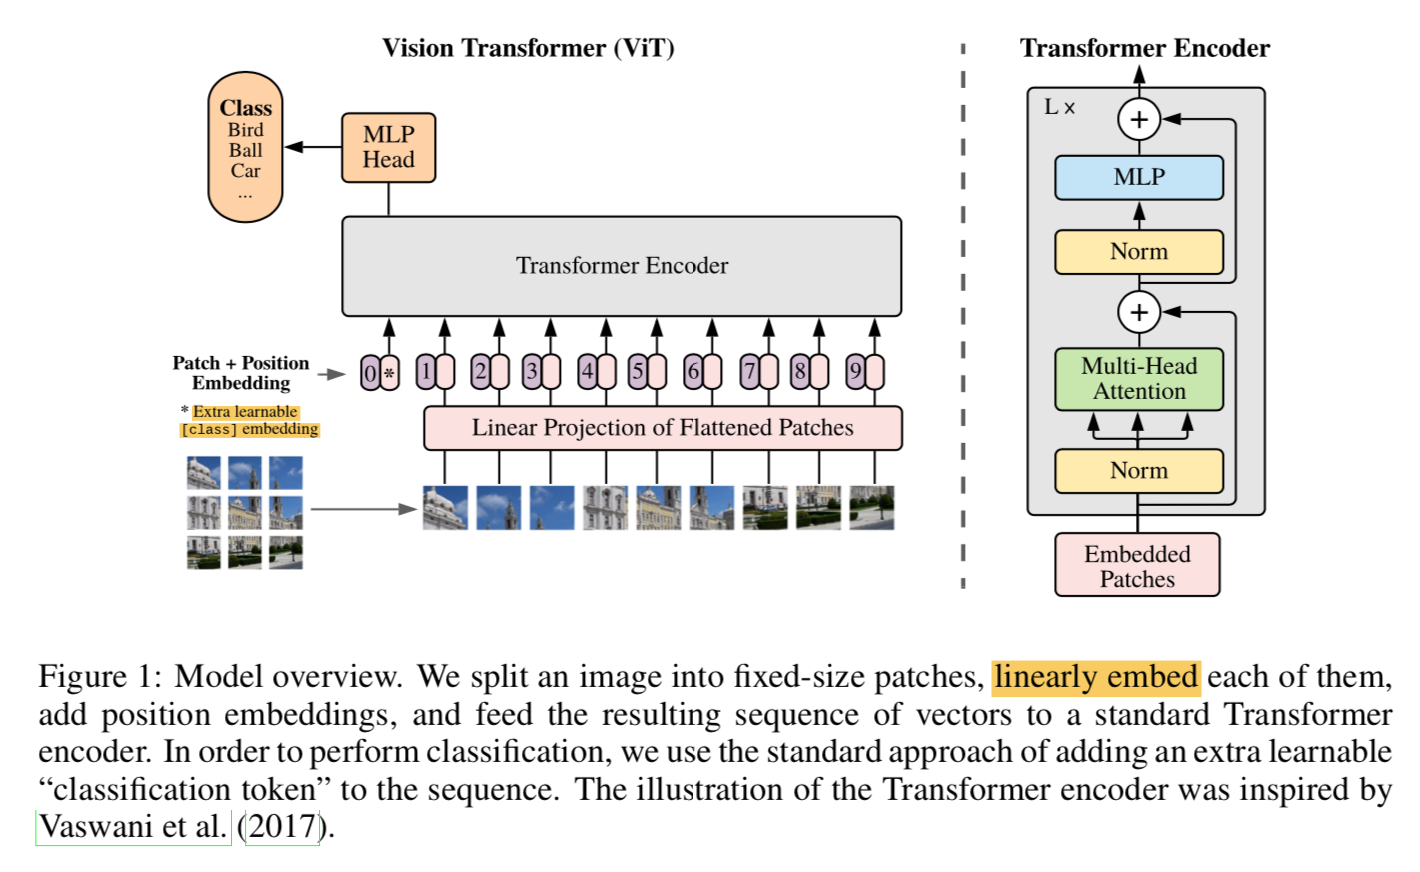 Vision Transformer (ViT)
Class
Bird
Ball
Car
...
MLP
Head
Transformer Encoder
Patch + Position
Embedding
0 * 1 2 3 4 5 6 7 8 9
* Extra learnable
[class] embedding
Linear Projection of Flattened Patches
Transformer Encoder
L ×
+
MLP
Norm
+
Multi-Head
Attention
Norm
Embedded
Patches
Figure 1: Model overview. We split an image into fixed-size patches, linearly embed each of them,
add position embeddings, and feed the resulting sequence of vectors to a standard Transformer
encoder. In order to perform classification, we use the standard approach of adding an extra learnable
“classification token” to the sequence. The illustration of the Transformer encoder was inspired by
Vaswani et al. (2017).